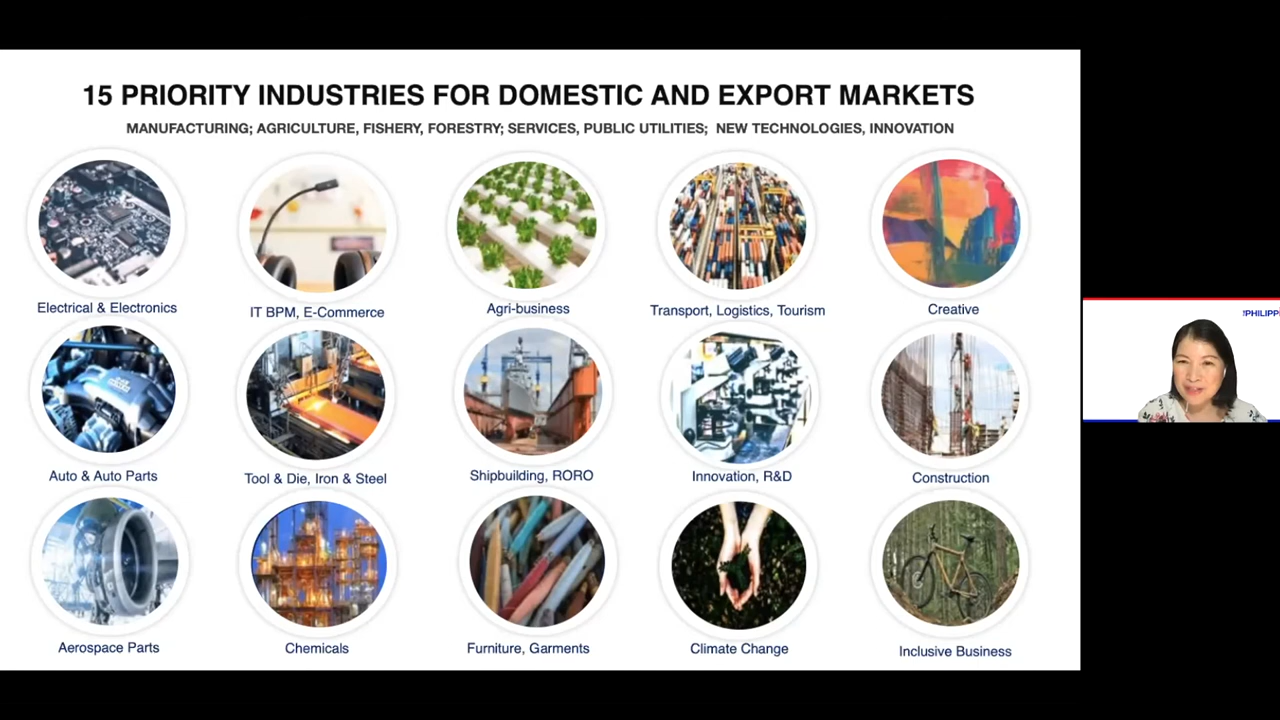 15 PRIORITY INDUSTRIES FOR DOMESTIC AND EXPORT MARKETS
MANUFACTURING; AGRICULTURE, FISHERY, FORESTRY; SERVICES, PUBLIC UTILITIES; NEW TECHNOLOGIES, INNOVATION
Electrical & Electronics
IT BPM, E-Commerce
Agri-business
Transport, Logistics, Tourism
Creative
Auto & Auto Parts
Tool & Die, Iron & Steel
Shipbuilding, RORO
Innovation, R&D
Construction
Aerospace Parts
Chemicals
Furniture, Garments
Climate Change
Inclusive Business